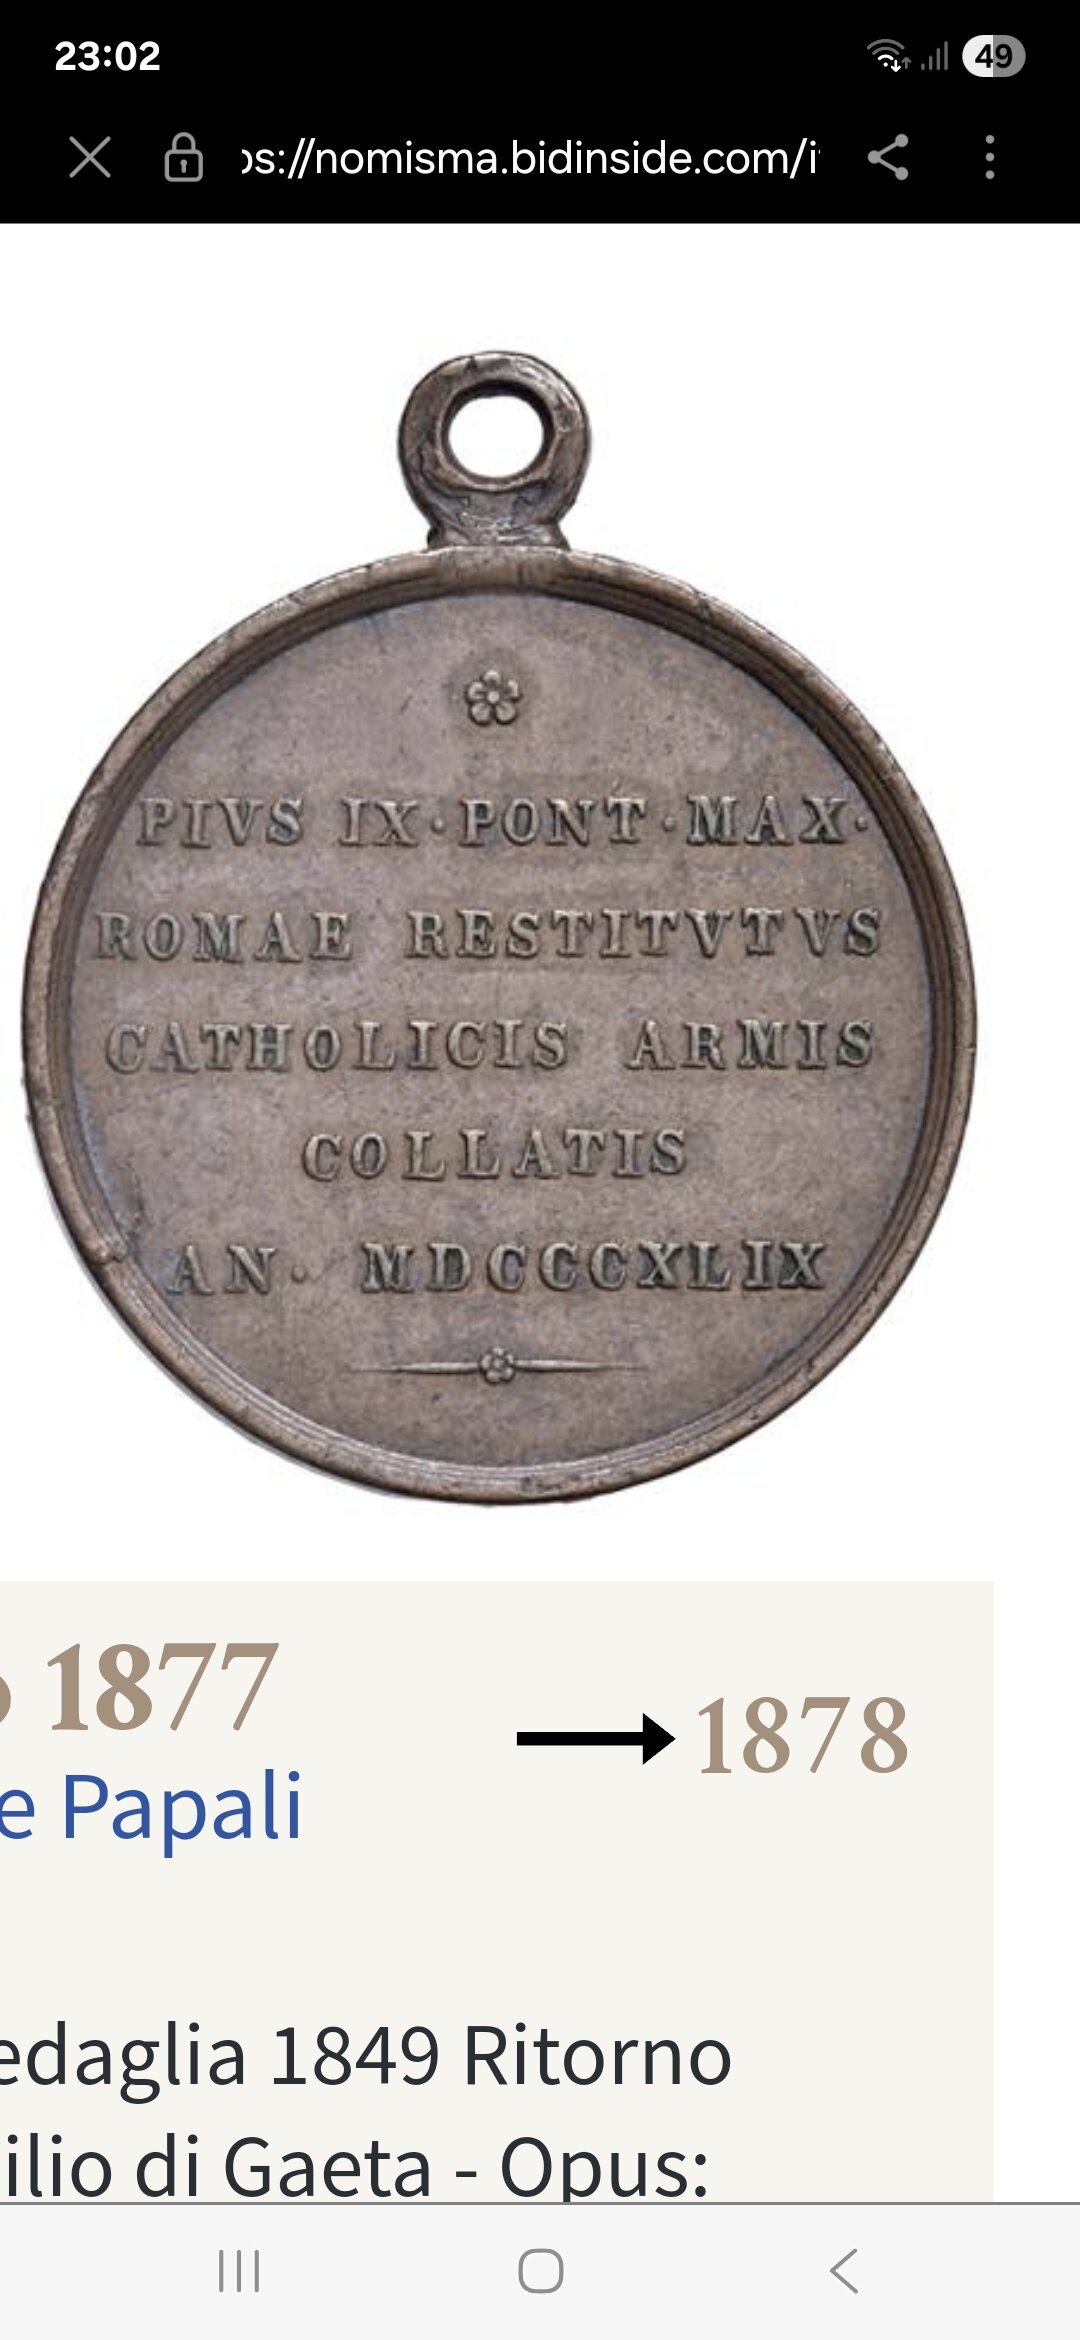 23:02
49
ps://nomisma.bidinside.com/i
PIVS IX·PONT·MAX·
ROMAE RESTITVTVS
CATHOLICIS ARMIS
COLLATIS
AN· MDCCCXLIX
1877
1878
e Papali
edaglia 1849 Ritorno
ilio di Gaeta - Opus: